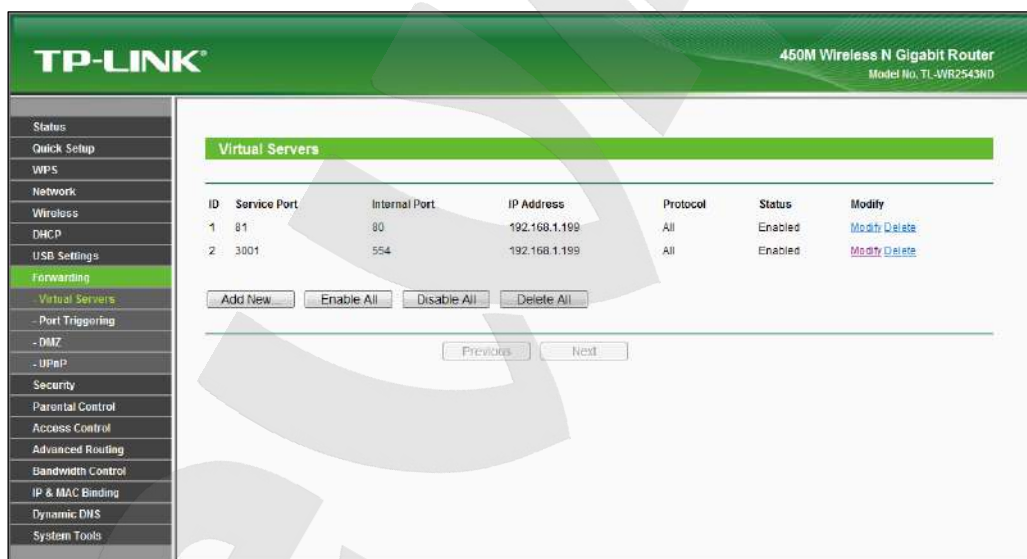 TP-LINK®
450M Wireless N Gigabit Router
Model No. TL-WR2543ND
Status
Quick Setup
WPS
Network
Wireless
DHCP
USB Settings
Forwarding
- Virtual Servers
- Port Triggering
- DMZ
- UPnP
Security
Parental Control
Access Control
Advanced Routing
Bandwidth Control
IP & MAC Binding
Dynamic DNS
System Tools
Virtual Servers
ID Service Port Internal Port IP Address Protocol Status Modify
1 81 80 192.168.1.199 All Enabled Modify Delete
2 3001 554 192.168.1.199 All Enabled Modify Delete
Add New... Enable All Disable All Delete All
Previous Next